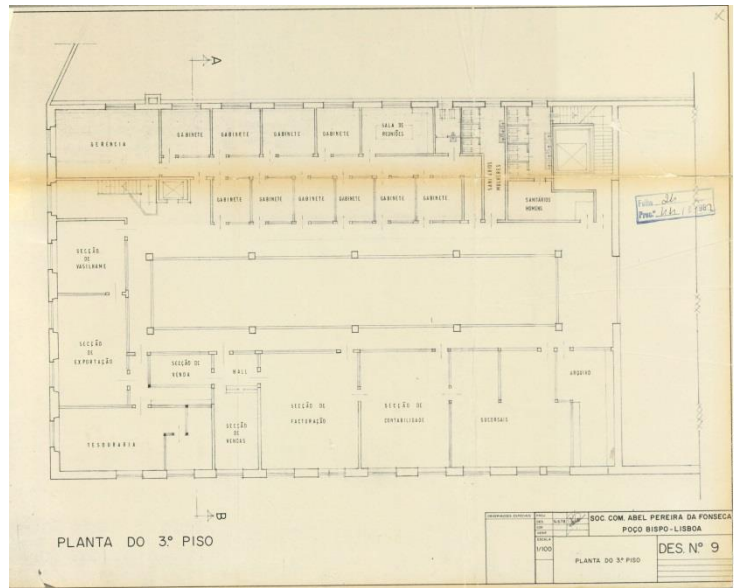 A
GERÊNCIA
GABINETE
GABINETE
GABINETE
GABINETE
SALA DE
REUNIÕES
SANITÁRIOS
MULHERES
GABINETE
GABINETE
GABINETE
GABINETE
GABINETE
GABINETE
SANITÁRIOS
HOMENS
SECÇÃO
DE
VASILHAME
SECÇÃO
DE
EXPORTAÇÃO
SECÇÃO DE
VENDA
HALL
SECÇÃO DE
FACTURAÇÃO
SECÇÃO DE
CONTABILIDADE
SUCURSAIS
ARQUIVO
TESOURARIA
SECÇÃO
DE
VENDAS
B
PLANTA DO 3.º PISO
SOC. COM. ABEL PEREIRA DA FONSECA
POÇO BISPO-LISBOA
ESCALA
1/100
PLANTA DO 3º PISO
DES. Nº 9